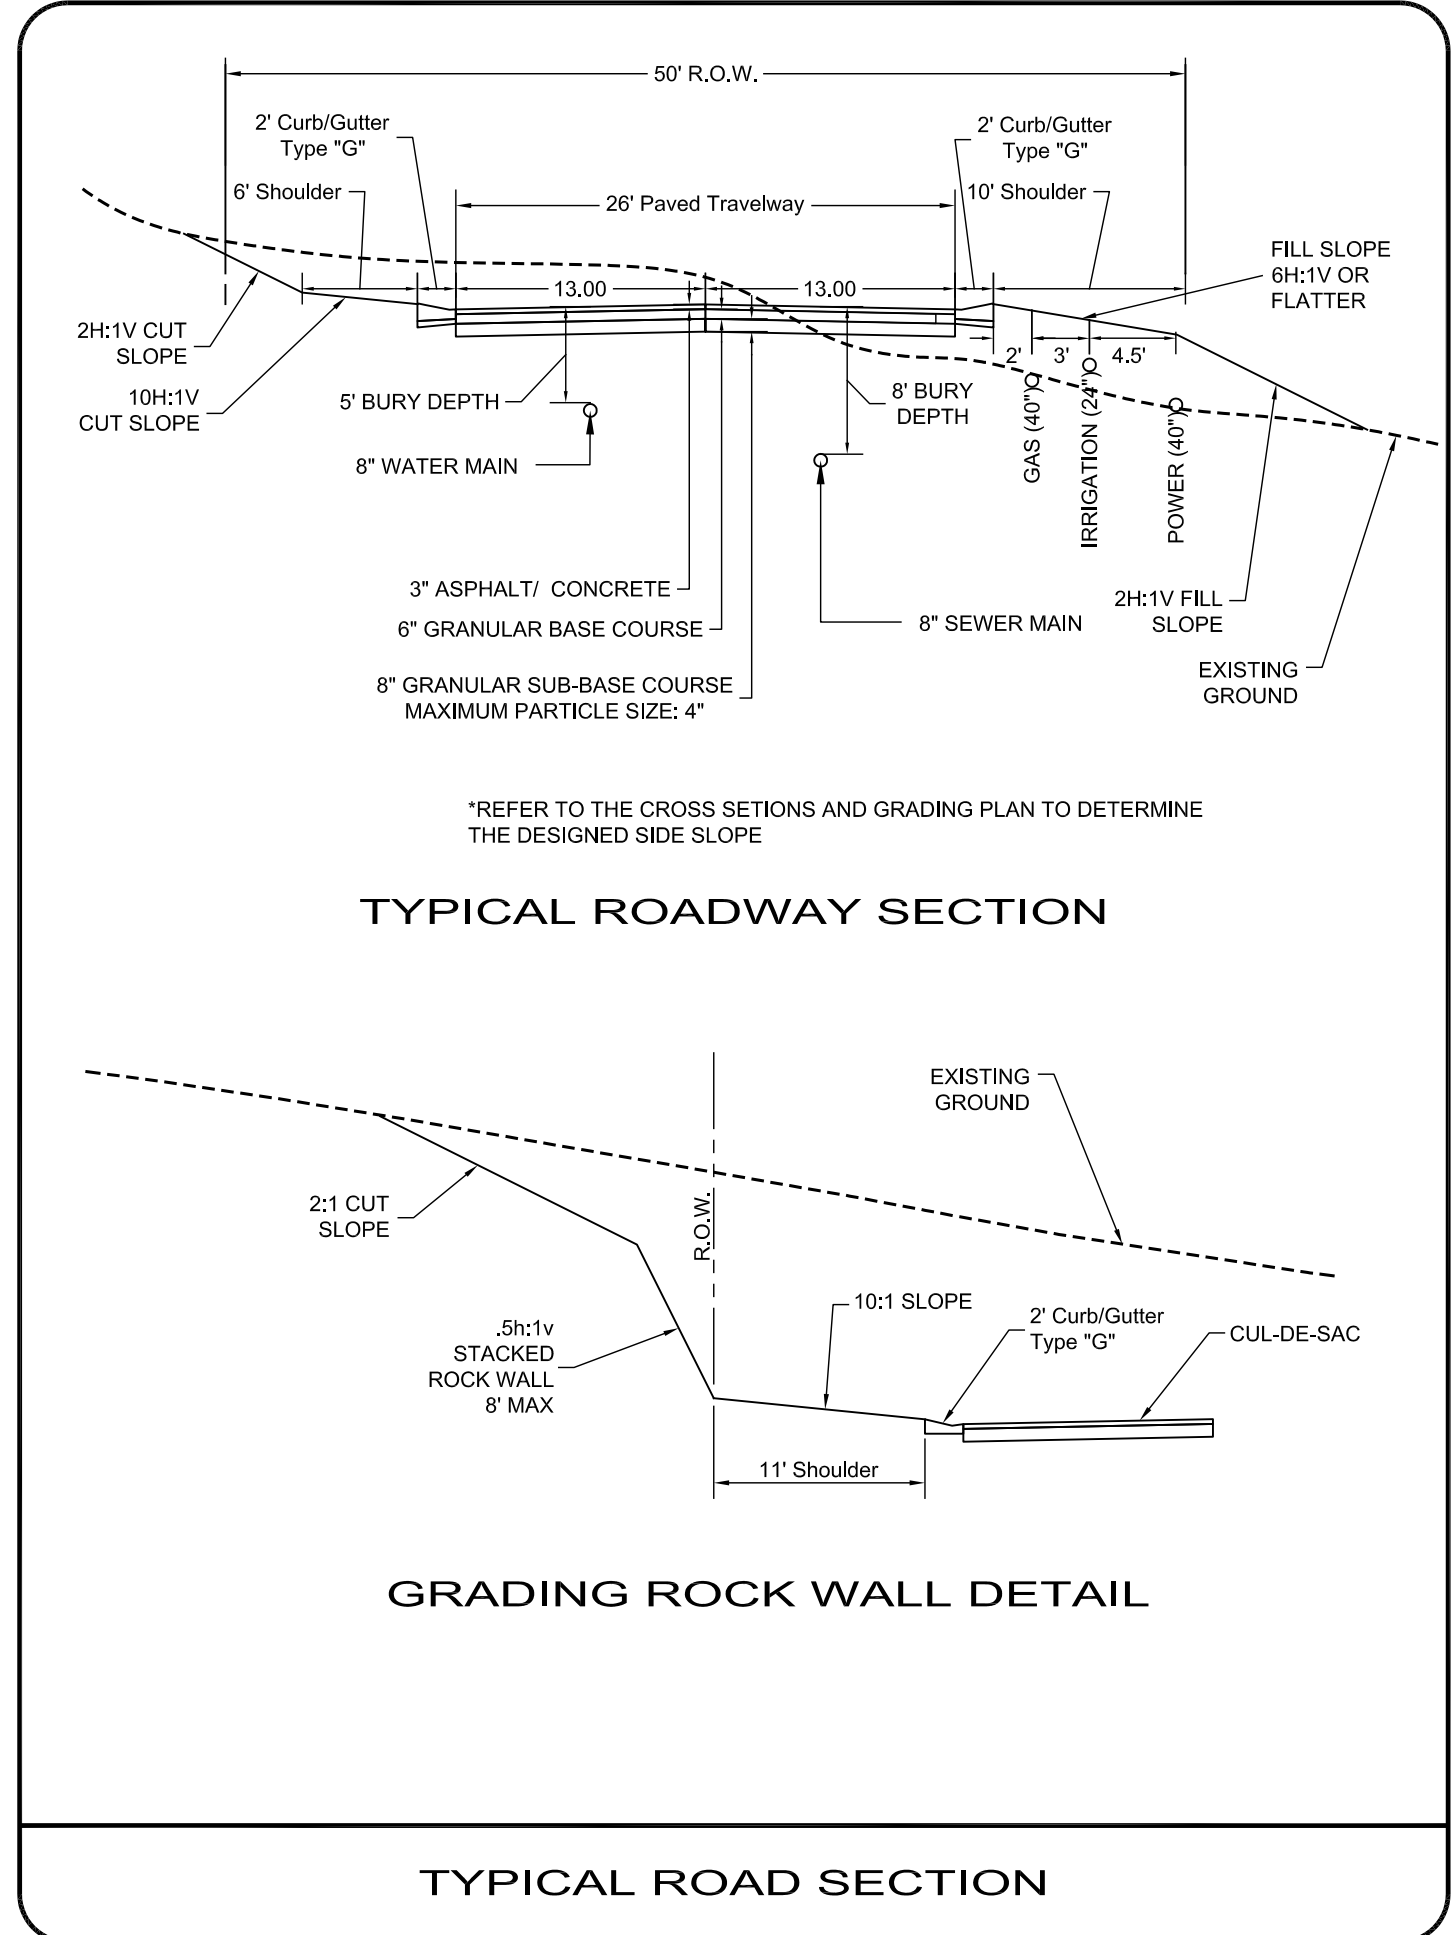 50' R.O.W.
2' Curb/Gutter
Type "G"
2' Curb/Gutter
Type "G"
6' Shoulder
26' Paved Travelway
10' Shoulder
FILL SLOPE
6H:1V OR
FLATTER
13.00
13.00
2H:1V CUT
SLOPE
10H:1V
CUT SLOPE
2'
3'
4.5'
5' BURY DEPTH
8' BURY
DEPTH
GAS (40")
IRRIGATION (24")
POWER (40")
8" WATER MAIN
3" ASPHALT/ CONCRETE
6" GRANULAR BASE COURSE
8" SEWER MAIN
2H:1V FILL
SLOPE
8" GRANULAR SUB-BASE COURSE
MAXIMUM PARTICLE SIZE: 4"
EXISTING
GROUND
*REFER TO THE CROSS SETIONS AND GRADING PLAN TO DETERMINE
THE DESIGNED SIDE SLOPE
TYPICAL ROADWAY SECTION
EXISTING
GROUND
2:1 CUT
SLOPE
R.O.W.
10:1 SLOPE
2' Curb/Gutter
Type "G"
CUL-DE-SAC
.5h:1v
STACKED
ROCK WALL
8' MAX
11' Shoulder
GRADING ROCK WALL DETAIL
TYPICAL ROAD SECTION